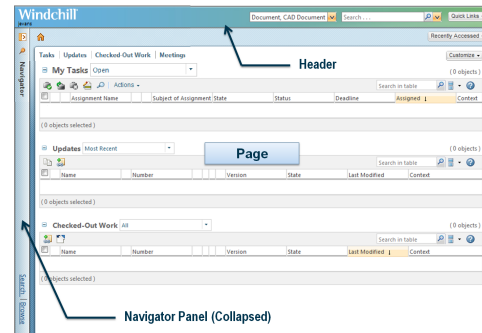 Windchill
Document, CAD Document Search . . . Quick Links
Recently Accessed
Navigator
Tasks Updates Checked-Out Work Meetings Customize
Header
My Tasks Open ( 0 objects )
Actions Search in table
Assignment Name Subject of Assignment State Status Deadline Assigned Context
( 0 objects selected )
Updates Most Recent ( 0 objects )
Page
Search in table
Name Number Version State Last Modified Context
( 0 objects selected )
Checked-Out Work All ( 0 objects )
Search in table
Name Number Version State Last Modified Context
( 0 objects selected )
Search Browse
Navigator Panel (Collapsed)